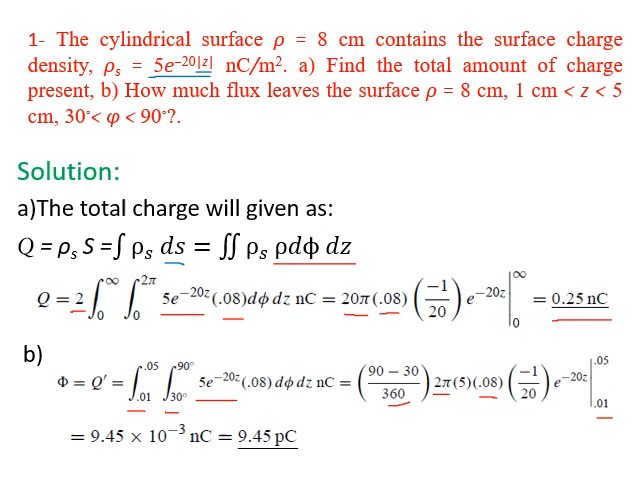 1- The cylindrical surface ρ = 8 cm contains the surface charge
density, ρₛ = 5e⁻²⁰|ᶻ| nC/m². a) Find the total amount of charge
present, b) How much flux leaves the surface ρ = 8 cm, 1 cm < z < 5
cm, 30°< φ < 90°?.
Solution:
a)The total charge will given as:
Q = ρₛ S =∫ ρₛ ds = ∬ ρₛ ρdϕ dz
Q = 2 ∫₀^∞ ∫₀^2π 5e⁻²⁰ᶻ (.08)dϕ dz nC = 20π(.08) (−1/20) e⁻²⁰ᶻ |₀^∞ = 0.25 nC
b)
Φ = Q′ = ∫.01^.05 ∫30°^90° 5e⁻²⁰ᶻ (.08) dϕ dz nC = ((90 − 30)/360) 2π(5)(.08) (−1/20) e⁻²⁰ᶻ |.01^.05
= 9.45 × 10⁻³ nC = 9.45 pC